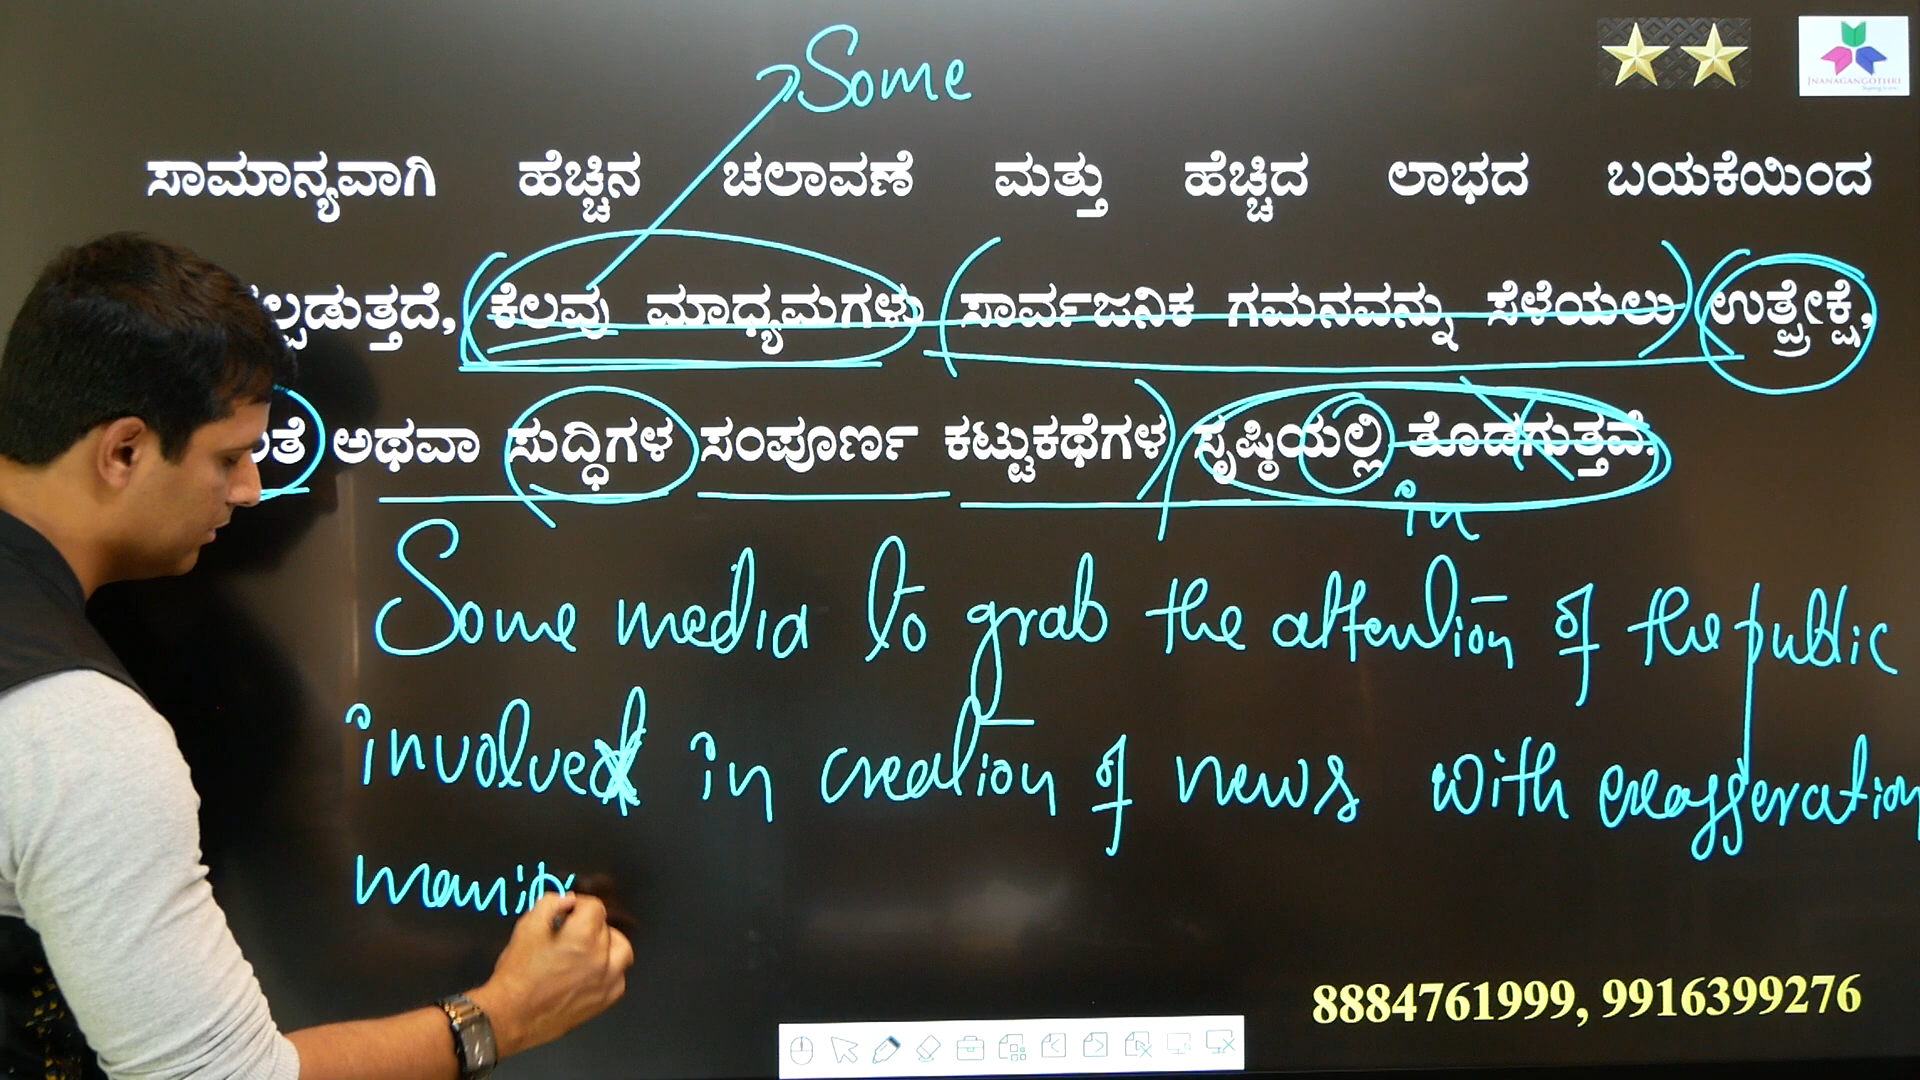 Some
JNANAGANGOTHRI
ಸಾಮಾನ್ಯವಾಗಿ ಹೆಚ್ಚಿನ ಚಲಾವಣೆ ಮತ್ತು ಹೆಚ್ಚಿದ ಲಾಭದ ಬಯಕೆಯಿಂದ
ಲ್ಪಡುತ್ತದೆ, ಕೆಲವು ಮಾಧ್ಯಮಗಳು ಸಾರ್ವಜನಿಕ ಗಮನವನ್ನು ಸೆಳೆಯಲು ಉತ್ಪ್ರೇಕ್ಷೆ,
ಅಥವಾ ಸುದ್ಧಿಗಳ ಸಂಪೂರ್ಣ ಕಟ್ಟುಕಥೆಗಳ ಸೃಷ್ಠಿಯಲ್ಲಿ ತೊಡಗುತ್ತವೆ.
in
Some media to grab the attention of the public
involved in creation of news with exaggeration
manip
8884761999, 9916399276